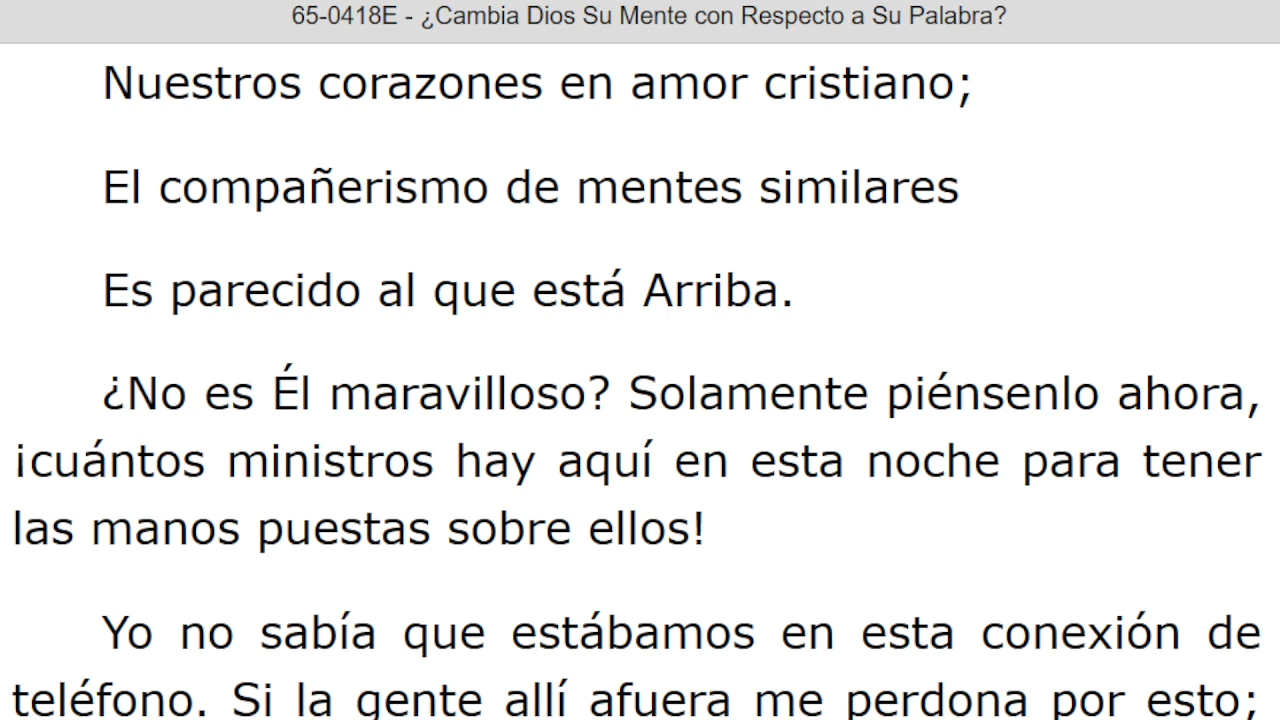 65-0418E - ¿Cambia Dios Su Mente con Respecto a Su Palabra?
Nuestros corazones en amor cristiano;
El compañerismo de mentes similares
Es parecido al que está Arriba.
¿No es Él maravilloso? Solamente piénsenlo ahora,
¡cuántos ministros hay aquí en esta noche para tener
las manos puestas sobre ellos!
Yo no sabía que estábamos en esta conexión de
teléfono. Si la gente allí afuera me perdona por esto;